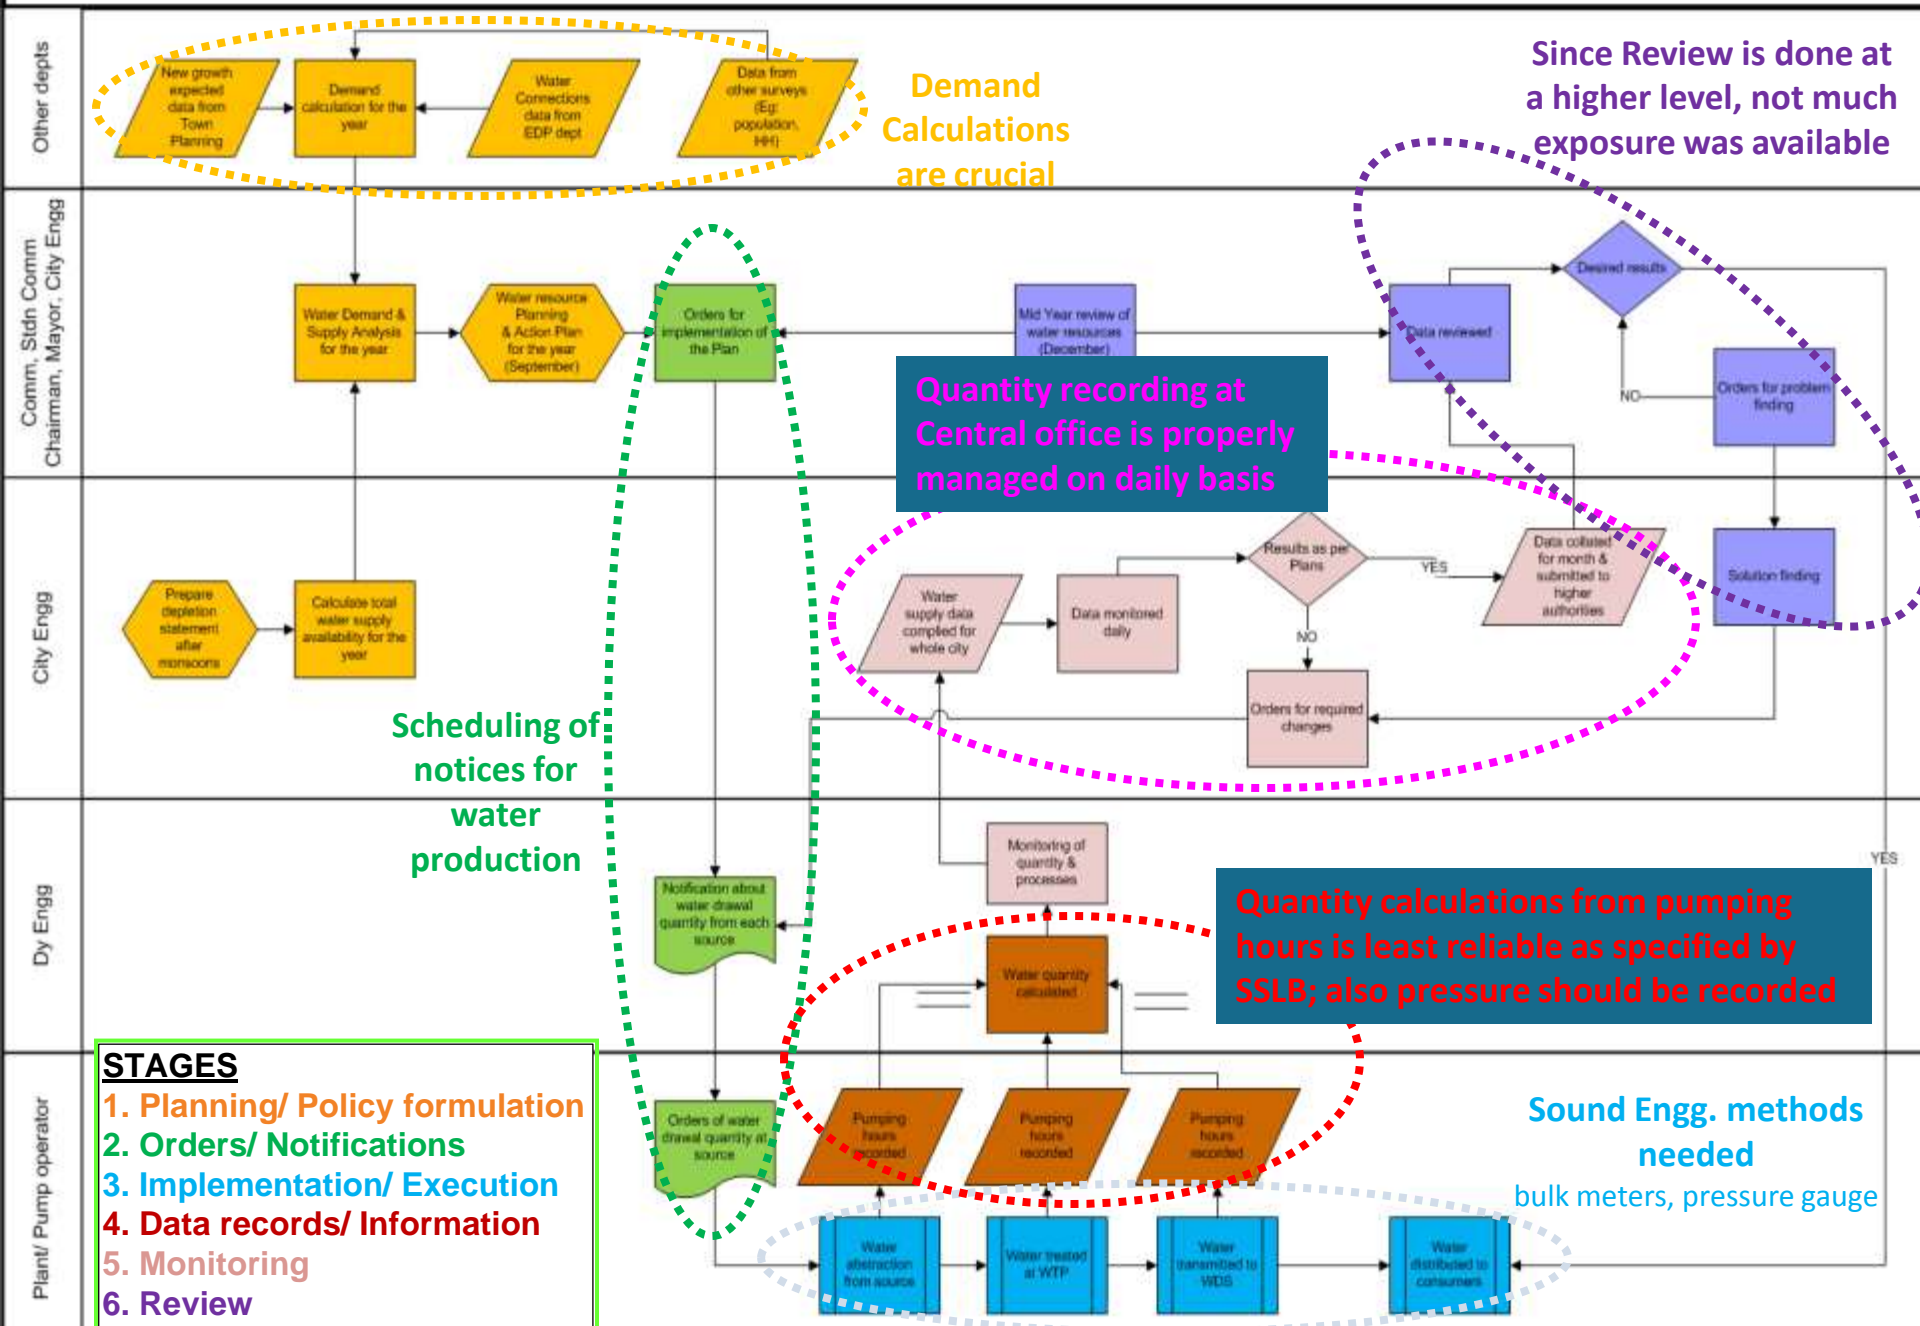 Other depts
New growth
expected
data from
Town
Planning
Demand
calculation for the
year
Water
Connections
data from
EDP dept
Data from
other surveys
(Eg:
population,
HH)
Demand
Calculations
are crucial
Since Review is done at
a higher level, not much
exposure was available
Comm, Stdn Comm
Chairman, Mayor, City Engg
Water Demand &
Supply Analysis
for the year
Water resource
Planning
& Action Plan
for the year
(September)
Orders for
implementation of
the Plan
Mid Year review of
water resources
(December)
Data reviewed
Desired results
NO
Orders for problem
finding
Quantity recording at
Central office is properly
managed on daily basis
City Engg
Prepare
depletion
statement
after
monsoons
Calculate total
water supply
availability for the
year
Water
supply data
complied for
whole city
Data monitored
daily
Results as per
Plans
YES
NO
Data collated
for month &
submitted to
higher
authorities
Solution finding
Orders for required
changes
Scheduling of
notices for
water
production
Dy Engg
Notification about
water drawal
quantity from each
source
Monitoring of
quantity &
processes
Water quantity
calculated
YES
Quantity calculations from pumping
hours is least reliable as specified by
SSLB; also pressure should be recorded
Plant/ Pump operator
STAGES
1. Planning/ Policy formulation
2. Orders/ Notifications
3. Implementation/ Execution
4. Data records/ Information
5. Monitoring
6. Review
Orders of water
drawal quantity at
source
Pumping
hours
recorded
Pumping
hours
recorded
Pumping
hours
recorded
Sound Engg. methods
needed
bulk meters, pressure gauge
Water
abstraction
from source
Water treated
at WTP
Water
transmitted to
WDS
Water
distributed to
consumers